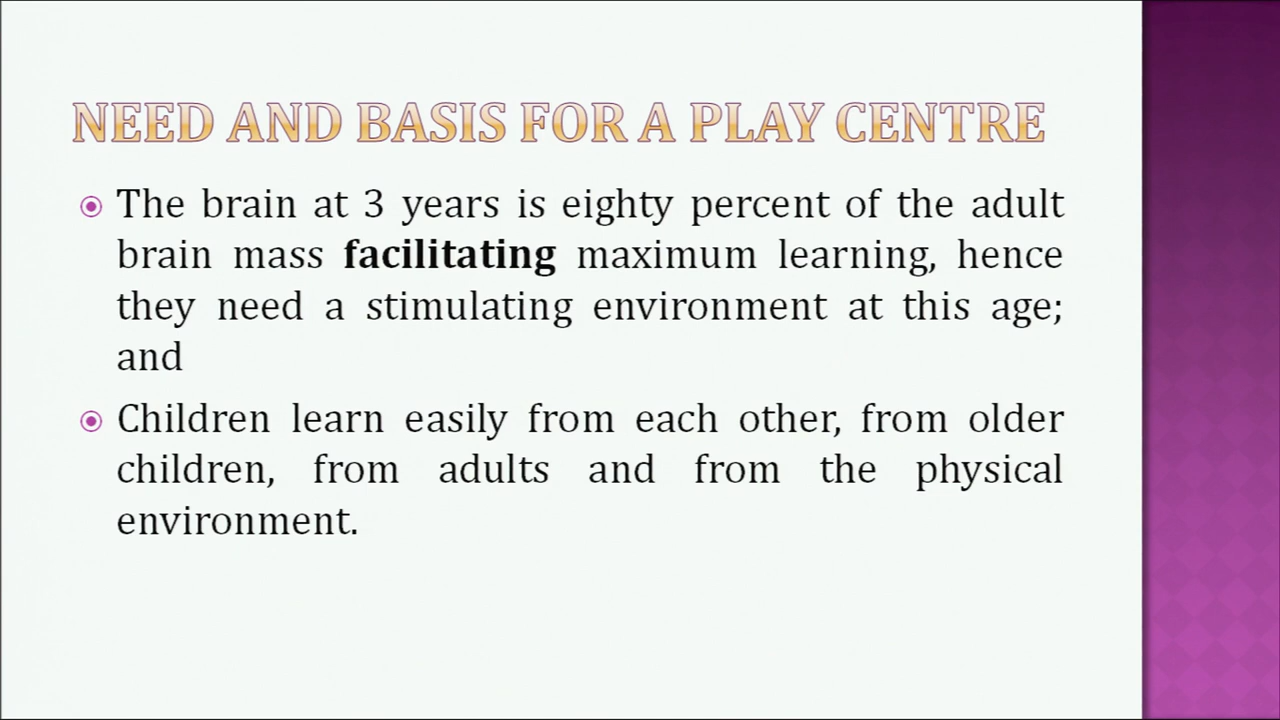 NEED AND BASIS FOR A PLAY CENTRE
The brain at 3 years is eighty percent of the adult
brain mass facilitating maximum learning, hence
they need a stimulating environment at this age;
and
Children learn easily from each other, from older
children, from adults and from the physical
environment.